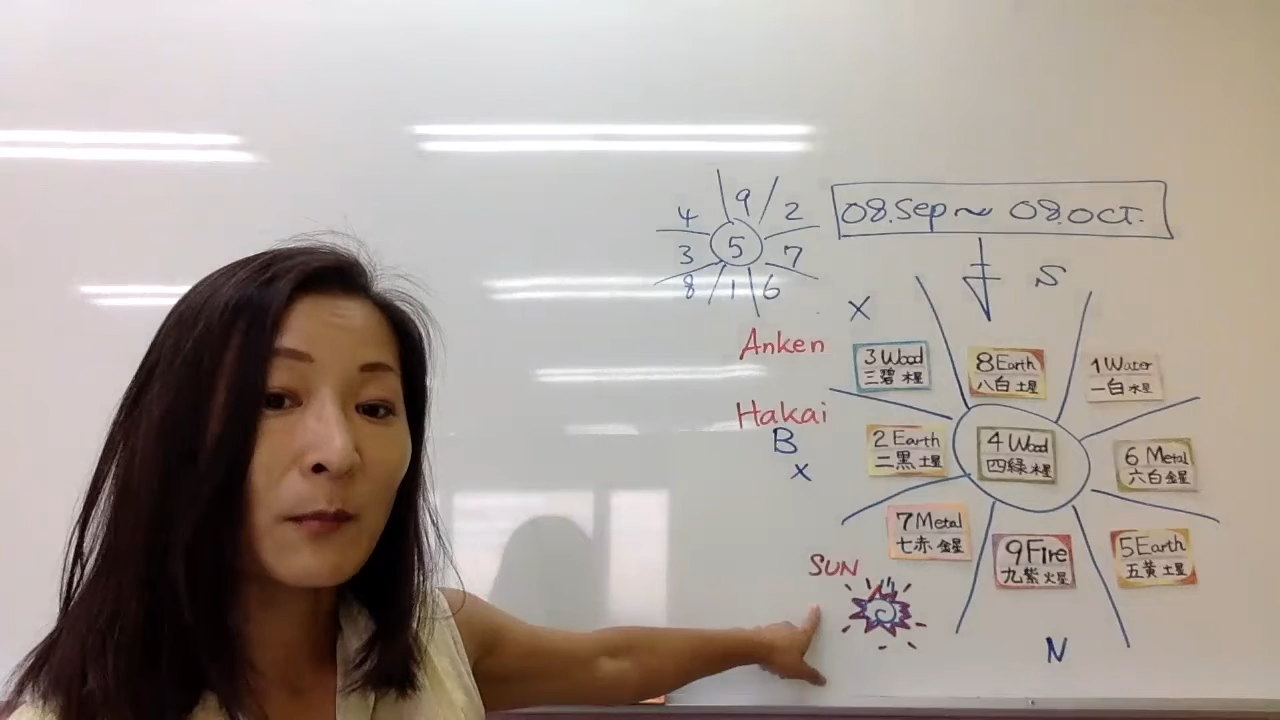 9
4
2
5
3
7
8
1
6
08.Sep~ 08.OCT.
S
X
Anken
3 Wood
三碧 木星
8 Earth
八白 土星
1 Water
一白 水星
Hakai
B
X
2 Earth
二黒 土星
4 Wood
四緑 木星
6 Metal
六白 金星
7 Metal
七赤 金星
9 Fire
九紫 火星
5 Earth
五黄 土星
SUN
N